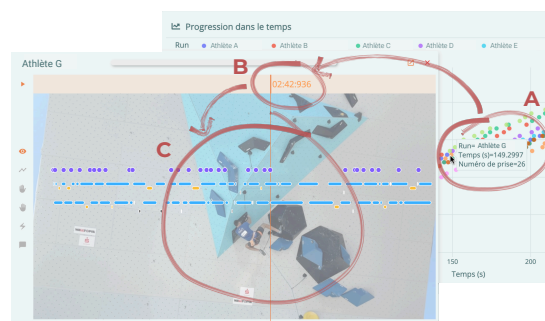 Progression dans le temps
Run Athlète A Athlète B Athlète C Athlète D Athlète E
Athlète G
B
02:42:936
A
Run= Athlète G
Temps (s)=149.2997
Numéro de prise=26
C
150 200
Temps (s)